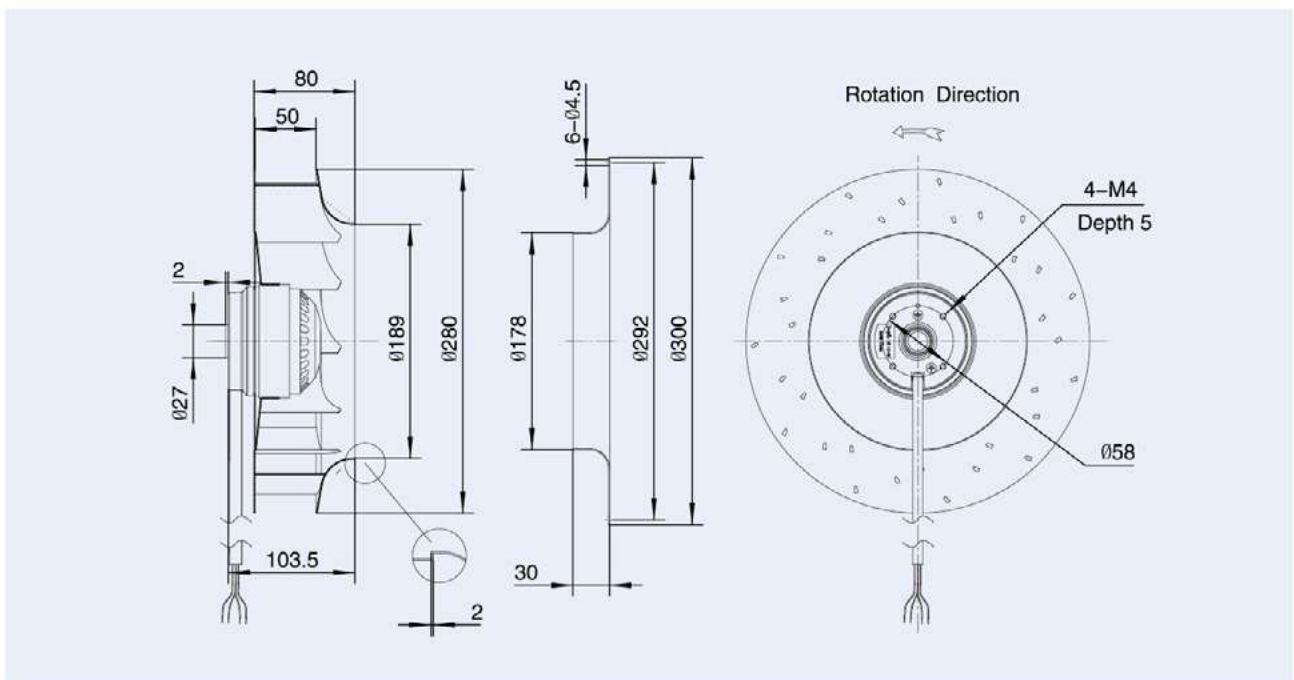 80
50
2
Ø27
Ø189
Ø280
103.5
2
6-Ø4.5
Ø178
Ø292
Ø300
30
Rotation Direction
4-M4
Depth 5
Ø58